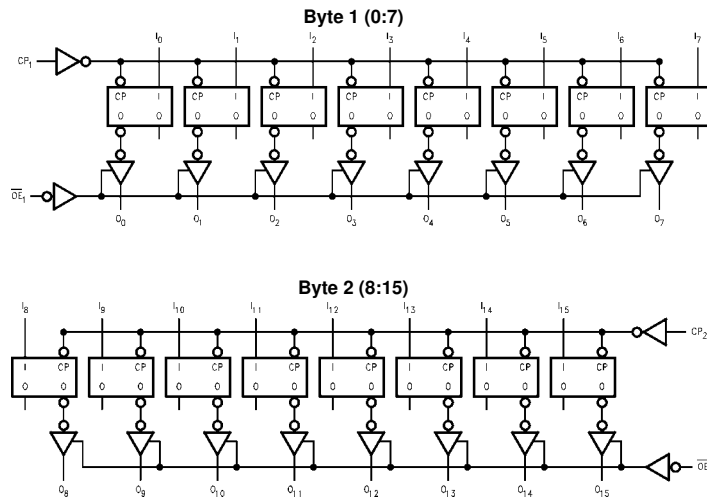 Byte 1 (0:7)
I0 I1 I2 I3 I4 I5 I6 I7
CP1
CP I CP I CP I CP I CP I CP I CP I CP I
O O O O O O O O O O O O O O O O
OE1
O0 O1 O2 O3 O4 O5 O6 O7
Byte 2 (8:15)
I8 I9 I10 I11 I12 I13 I14 I15
CP2
I CP I CP I CP I CP I CP I CP I CP I CP
O O O O O O O O O O O O O O O O
OE
O8 O9 O10 O11 O12 O13 O14 O15